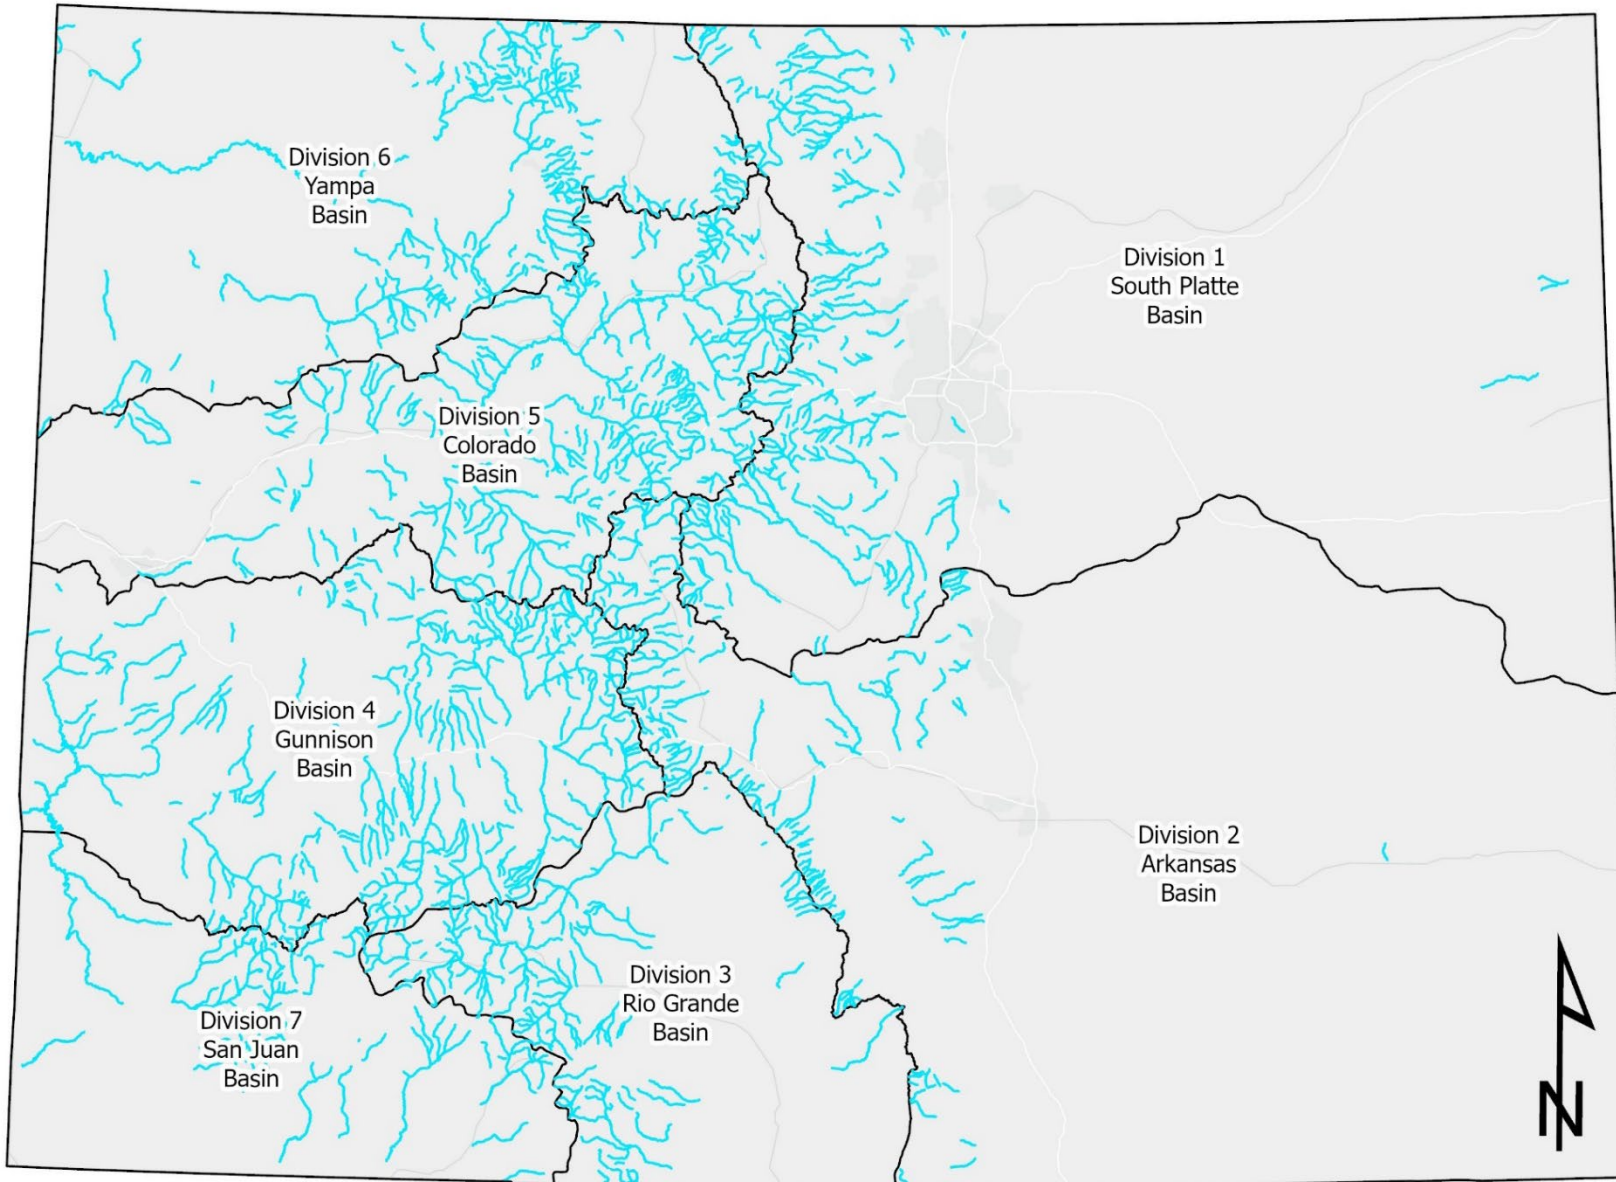 Division 6
Yampa
Basin
Division 1
South Platte
Basin
Division 5
Colorado
Basin
Division 4
Gunnison
Basin
Division 2
Arkansas
Basin
Division 3
Rio Grande
Basin
Division 7
San Juan
Basin
N